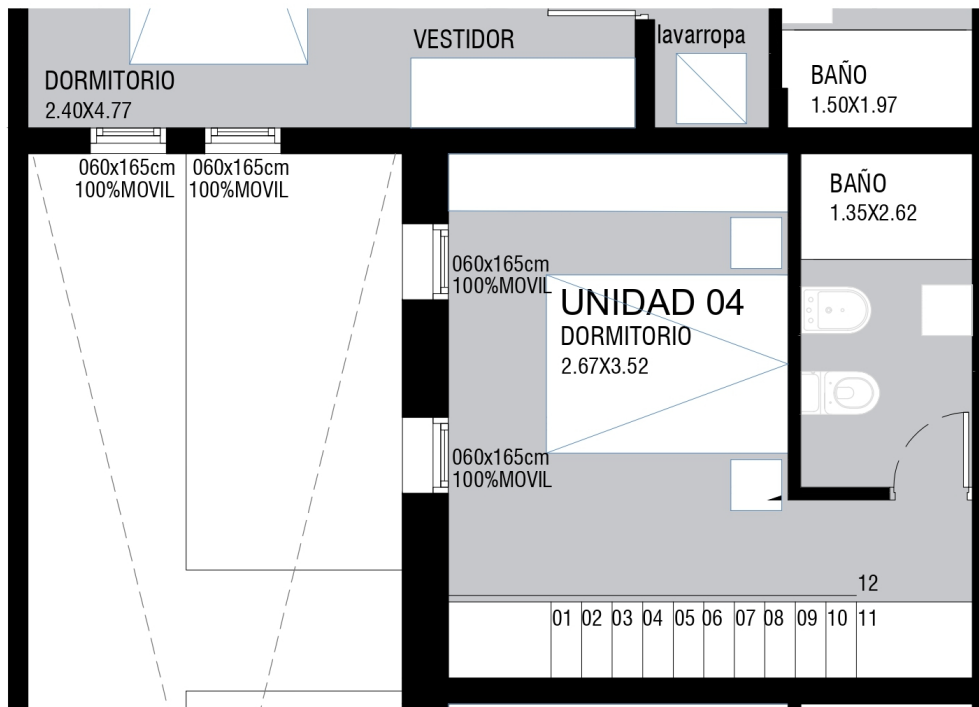 VESTIDOR
lavarropa
DORMITORIO
2.40X4.77
BAÑO
1.50X1.97
060x165cm
100%MOVIL
060x165cm
100%MOVIL
BAÑO
1.35X2.62
060x165cm
100%MOVIL
UNIDAD 04
DORMITORIO
2.67X3.52
060x165cm
100%MOVIL
12
01 02 03 04 05 06 07 08 09 10 11